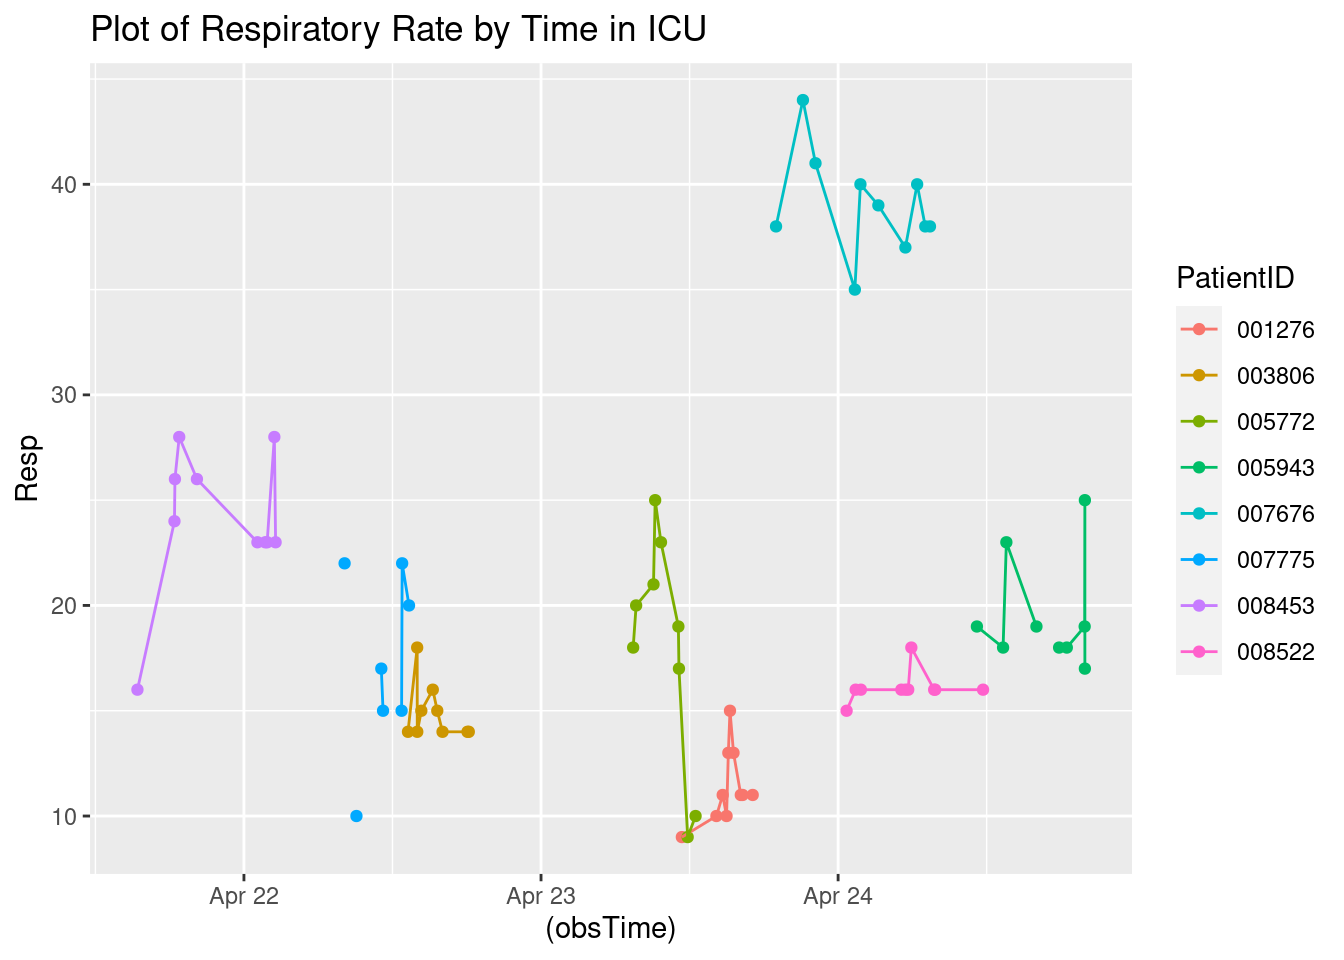 Plot of Respiratory Rate by Time in ICU
40
30
20
10
Resp
Apr 22
Apr 23
Apr 24
(obsTime)
PatientID
001276
003806
005772
005943
007676
007775
008453
008522